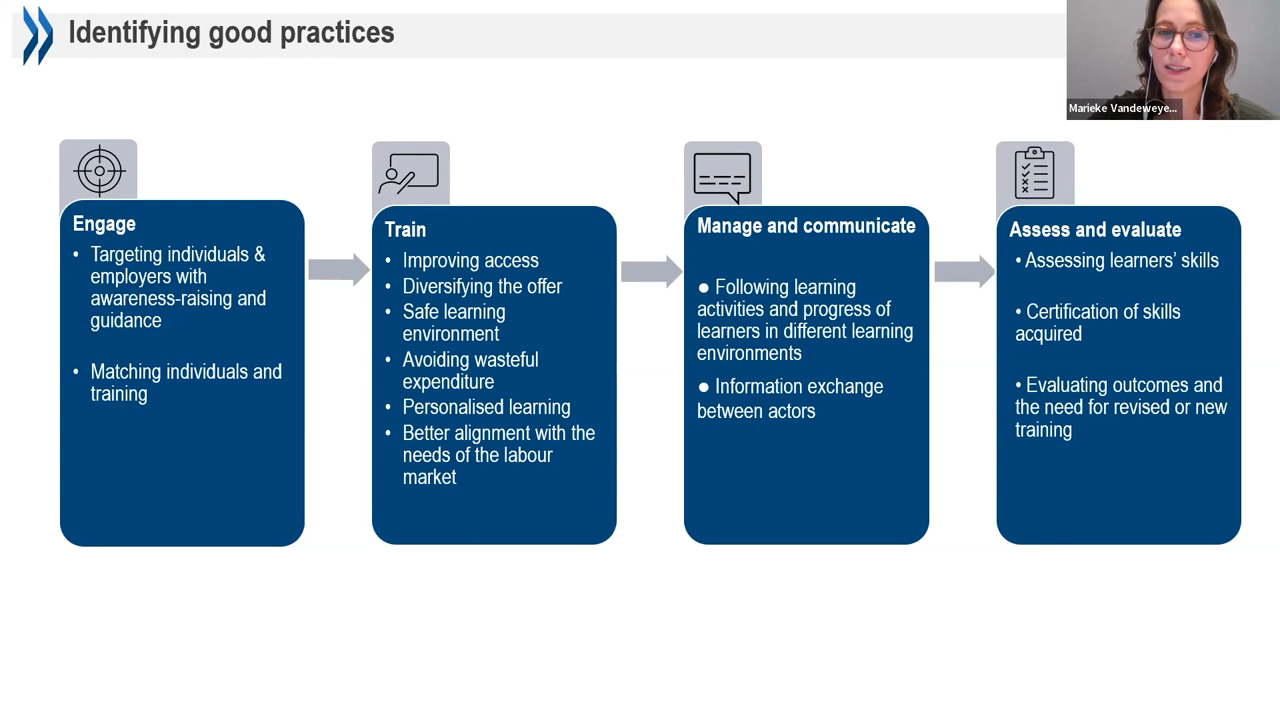 Identifying good practices
Marieke Vandeweye...
Engage
• Targeting individuals &
employers with
awareness-raising and
guidance
• Matching individuals and
training
Train
• Improving access
• Diversifying the offer
• Safe learning
environment
• Avoiding wasteful
expenditure
• Personalised learning
• Better alignment with the
needs of the labour
market
Manage and communicate
● Following learning
activities and progress of
learners in different learning
environments
● Information exchange
between actors
Assess and evaluate
• Assessing learners' skills
• Certification of skills
acquired
• Evaluating outcomes and
the need for revised or new
training